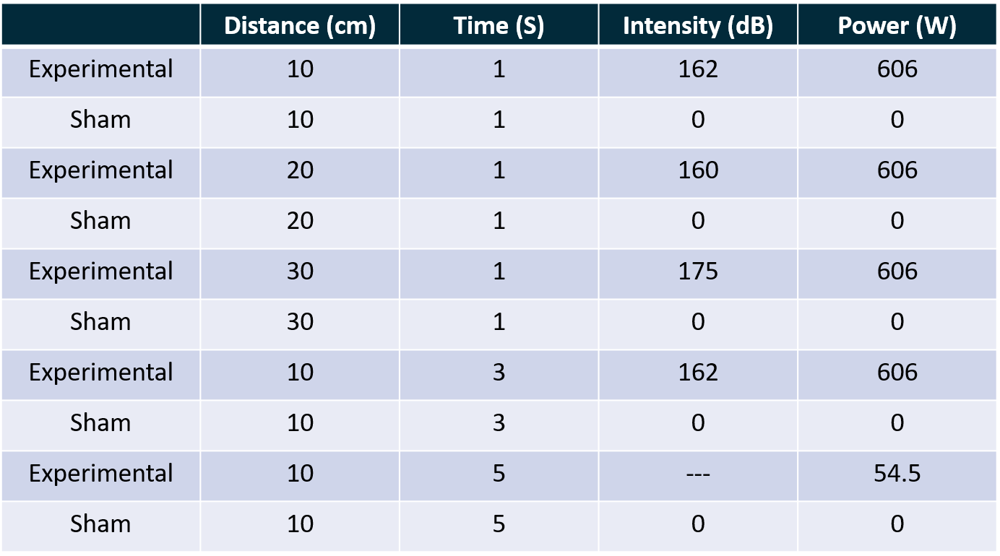 Distance (cm) Time (S) Intensity (dB) Power (W)
Experimental 10 1 162 606
Sham 10 1 0 0
Experimental 20 1 160 606
Sham 20 1 0 0
Experimental 30 1 175 606
Sham 30 1 0 0
Experimental 10 3 162 606
Sham 10 3 0 0
Experimental 10 5 --- 54.5
Sham 10 5 0 0